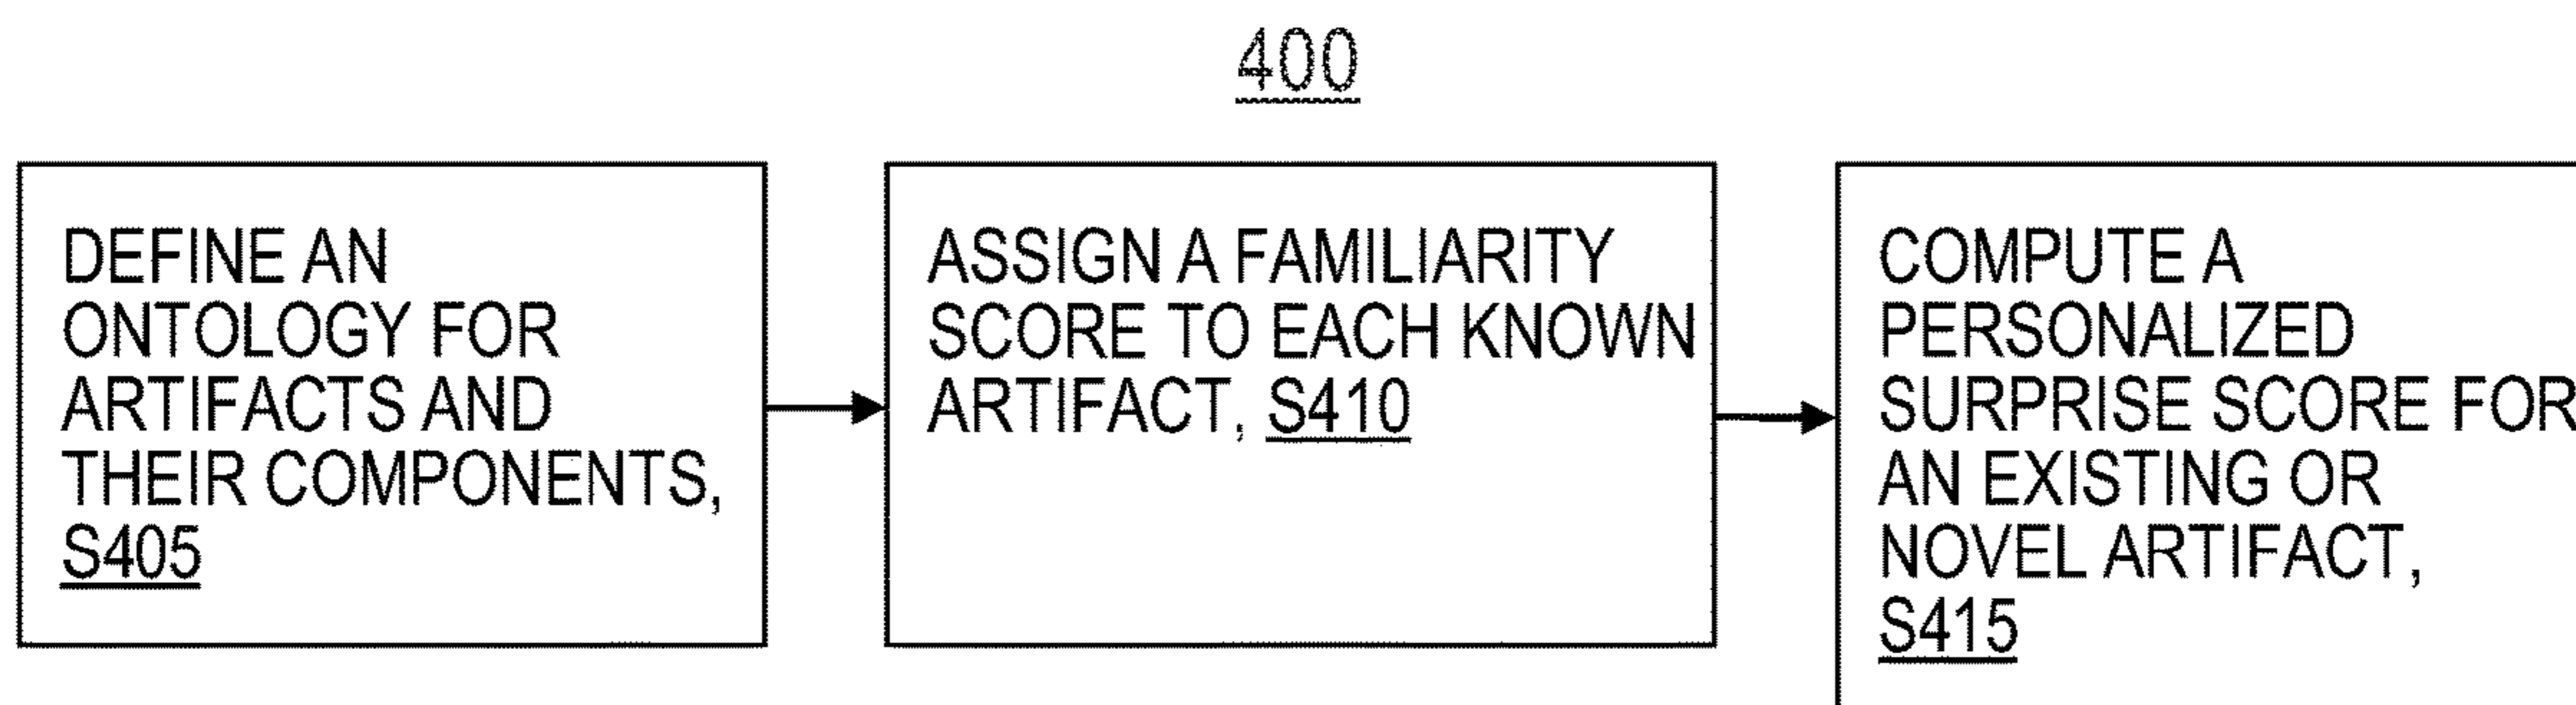 400
DEFINE AN
ONTOLOGY FOR
ARTIFACTS AND
THEIR COMPONENTS,
S405
ASSIGN A FAMILIARITY
SCORE TO EACH KNOWN
ARTIFACT, S410
COMPUTE A
PERSONALIZED
SURPRISE SCORE FOR
AN EXISTING OR
NOVEL ARTIFACT,
S415